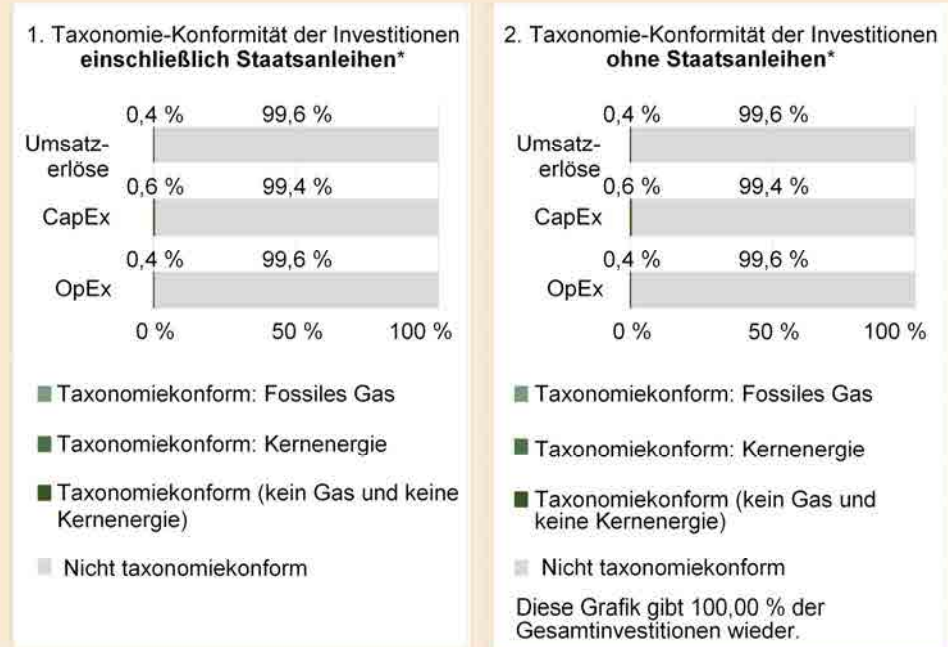 1. Taxonomie-Konformität der Investitionen
einschließlich Staatsanleihen*
0,4 % 99,6 %
Umsatz-
erlöse
0,6 % 99,4 %
CapEx
0,4 % 99,6 %
OpEx
0 % 50 % 100 %
Taxonomiekonform: Fossiles Gas
Taxonomiekonform: Kernenergie
Taxonomiekonform (kein Gas und keine
Kernenergie)
Nicht taxonomiekonform
2. Taxonomie-Konformität der Investitionen
ohne Staatsanleihen*
0,4 % 99,6 %
Umsatz-
erlöse
0,6 % 99,4 %
CapEx
0,4 % 99,6 %
OpEx
0 % 50 % 100 %
Taxonomiekonform: Fossiles Gas
Taxonomiekonform: Kernenergie
Taxonomiekonform (kein Gas und
keine Kernenergie)
Nicht taxonomiekonform
Diese Grafik gibt 100,00 % der
Gesamtinvestitionen wieder.